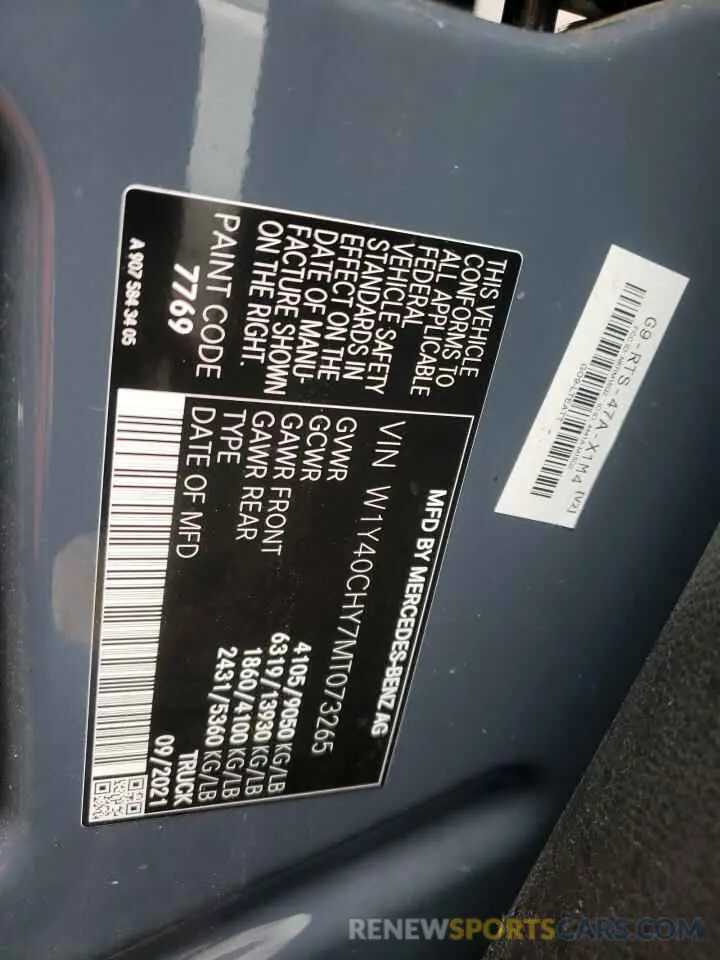 THIS VEHICLE
CONFORMS TO
ALL APPLICABLE
FEDERAL
VEHICLE SAFETY
STANDARDS IN
EFFECT ON THE
DATE OF MANU-
FACTURE SHOWN
ON THE RIGHT.
PAINT CODE
7769
A 907 584 34 05
MFD BY MERCEDES-BENZ AG
VIN W1Y40CHY7MT073265
GVWR 4105/9050 KG/LB
GCWR 6319/13930 KG/LB
GAWR FRONT 1860/4100 KG/LB
GAWR REAR 2431/5360 KG/LB
TYPE TRUCK
DATE OF MFD 09/2021
G9-RTS-47A-X1M4 [V2]
RENEWSPORTSCARS.COM